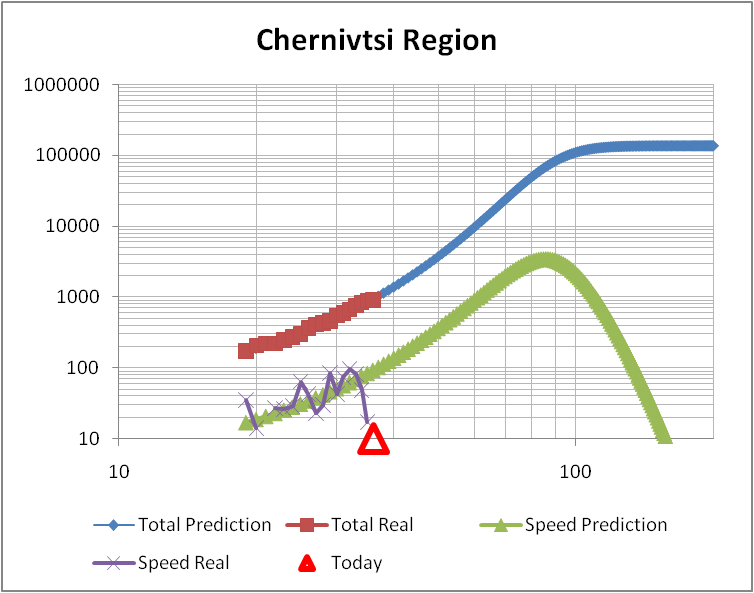 Chernivtsi Region
1000000
100000
10000
1000
100
10
10 100
Total Prediction Total Real Speed Prediction
Speed Real Today